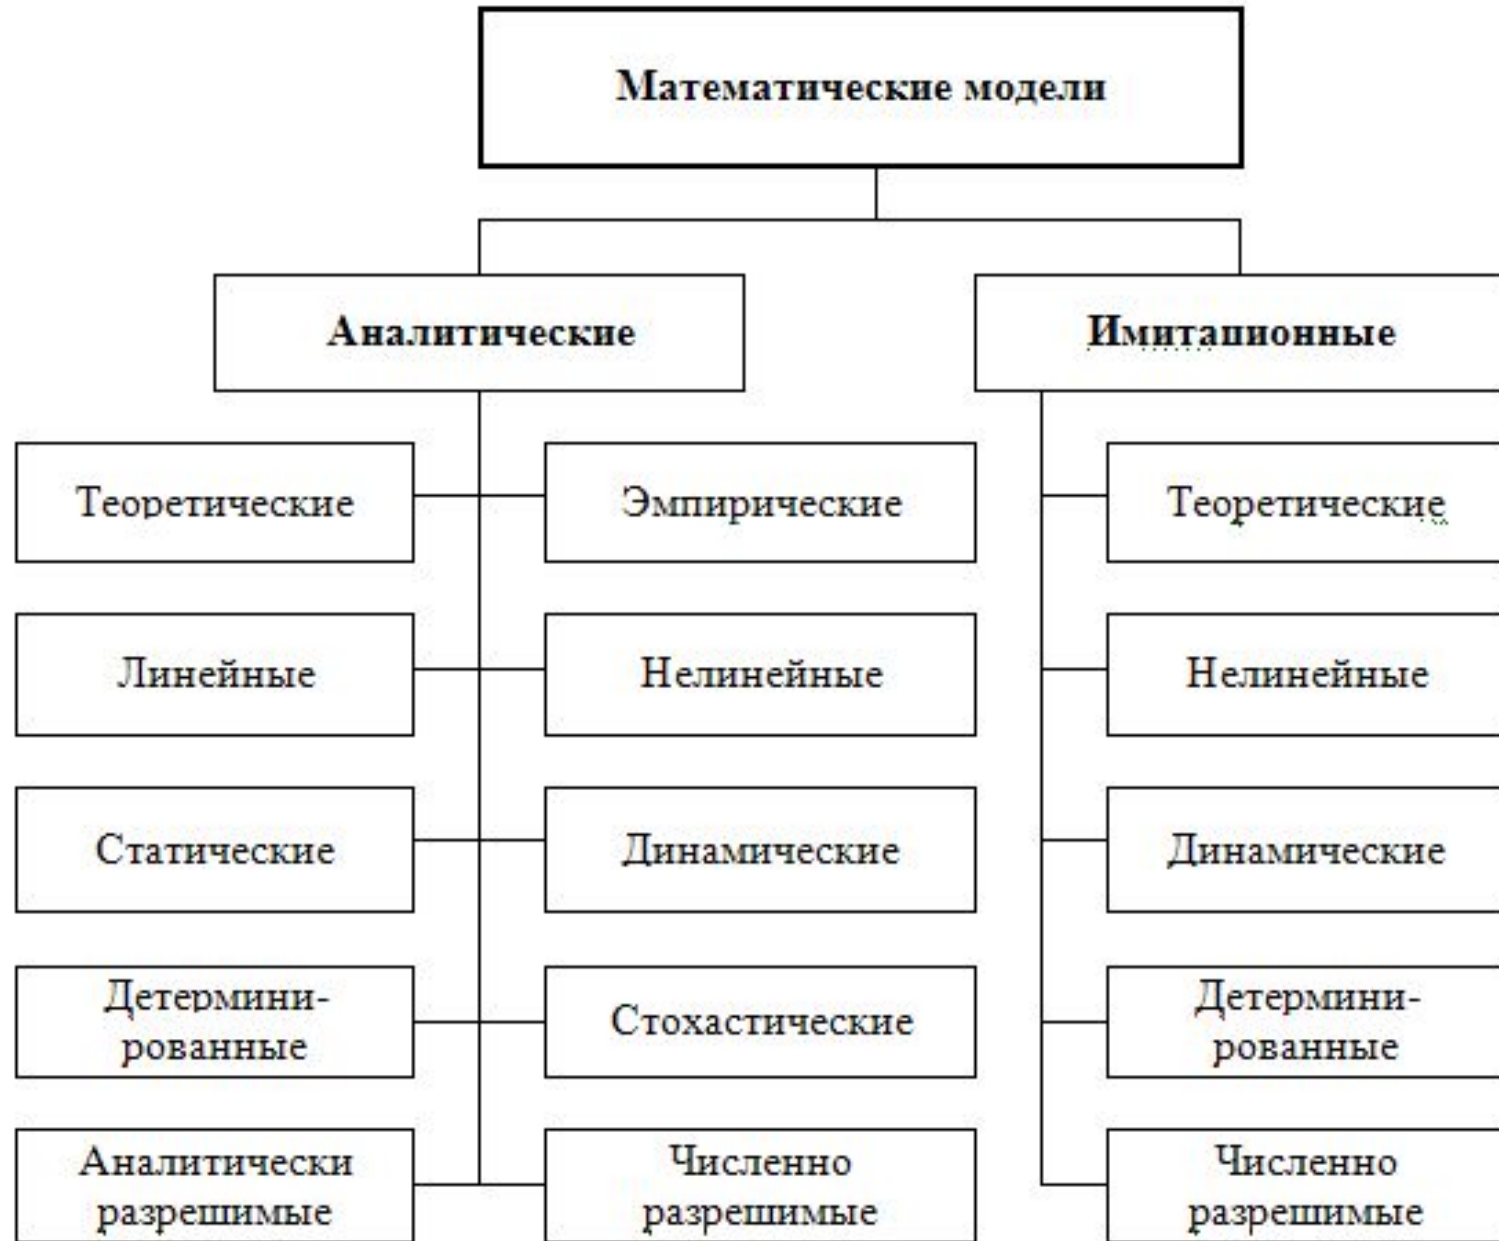 Математические модели
Аналитические
Имитационные
Теоретические
Эмпирические
Теоретические
Линейные
Нелинейные
Нелинейные
Статические
Динамические
Динамические
Детермини-
рованные
Стохастические
Детермини-
рованные
Аналитически
разрешимые
Численно
разрешимые
Численно
разрешимые